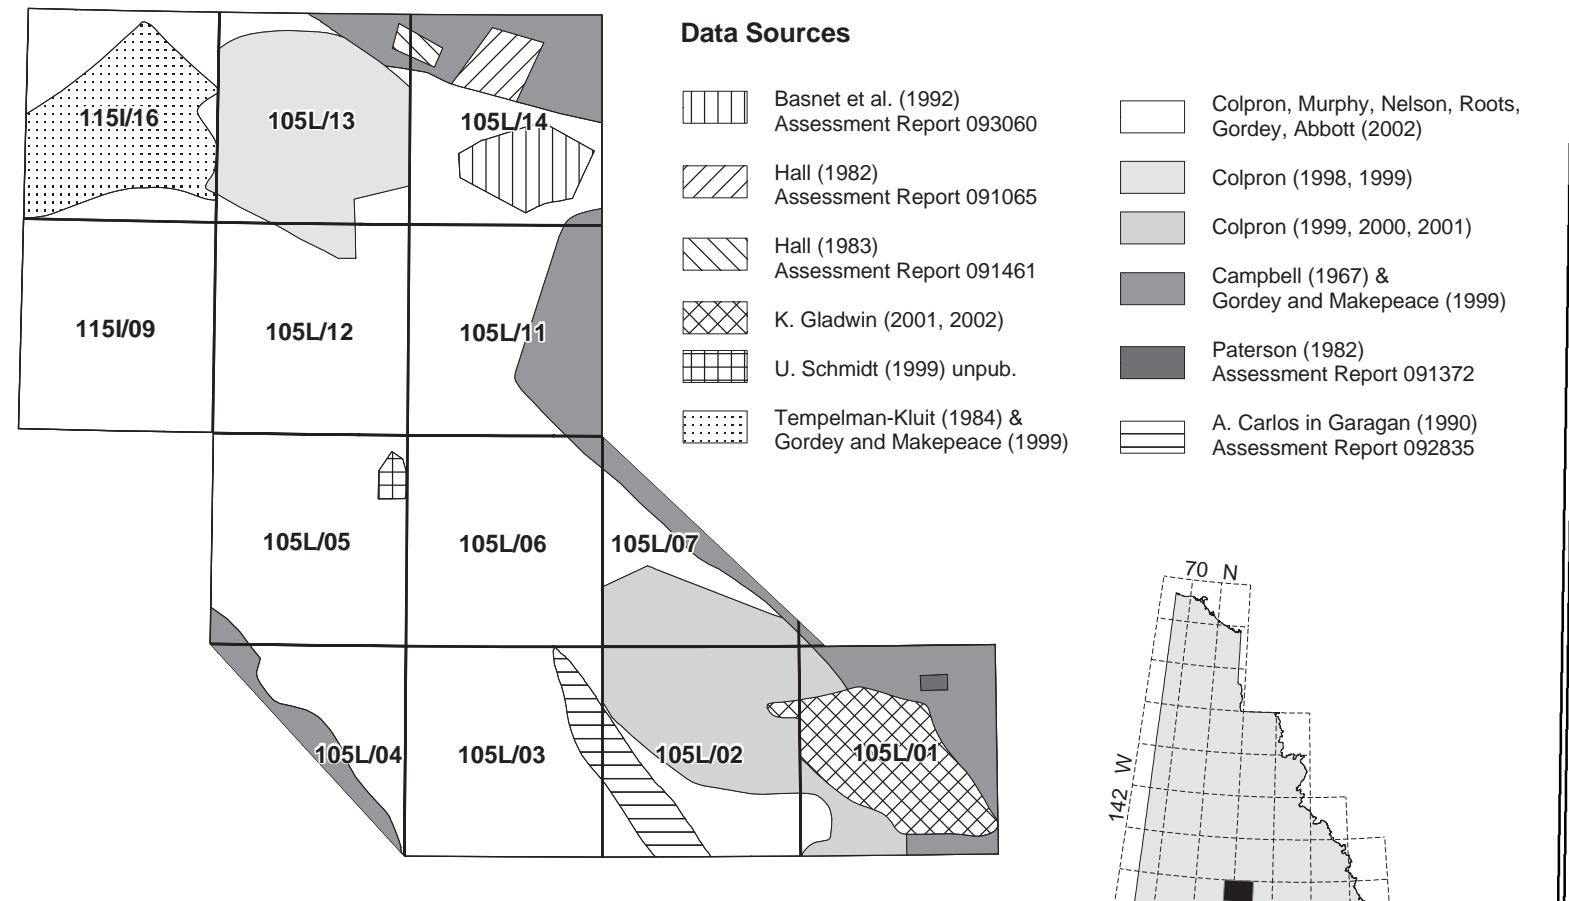 Data Sources
Basnet et al. (1992)
Assessment Report 093060
Hall (1982)
Assessment Report 091065
Hall (1983)
Assessment Report 091461
K. Gladwin (2001, 2002)
U. Schmidt (1999) unpub.
Tempelman-Kluit (1984) &
Gordey and Makepeace (1999)
Colpron, Murphy, Nelson, Roots,
Gordey, Abbott (2002)
Colpron (1998, 1999)
Colpron (1999, 2000, 2001)
Campbell (1967) &
Gordey and Makepeace (1999)
Paterson (1982)
Assessment Report 091372
A. Carlos in Garagan (1990)
Assessment Report 092835
115I/16
105L/13
105L/14
115I/09
105L/12
105L/11
105L/05
105L/06
105L/07
105L/04
105L/03
105L/02
105L/01
70 N
142 W